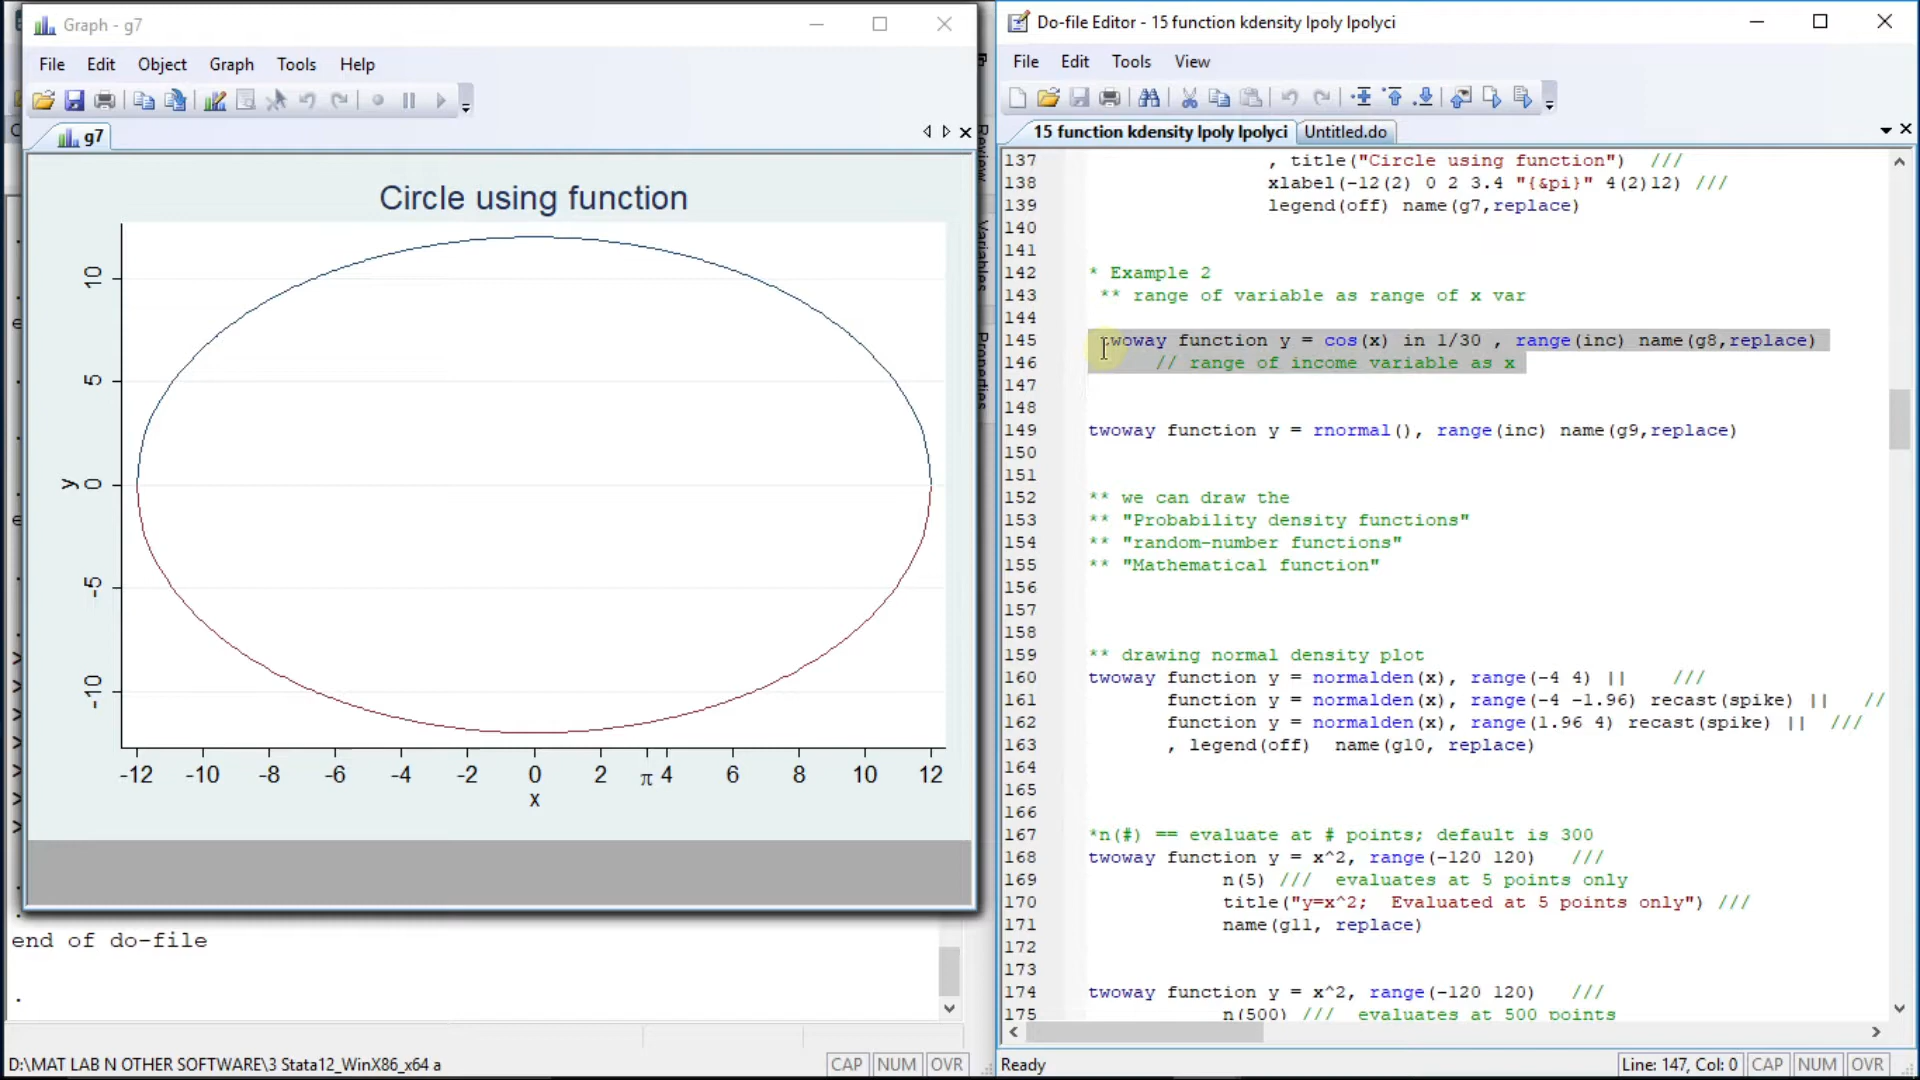 Graph - g7
File Edit Object Graph Tools Help
g7
Circle using function
10
5
0
-5
-10
y
-12 -10 -8 -6 -4 -2 0 2 π 4 6 8 10 12
x
end of do-file
.
D:\MAT LAB N OTHER SOFTWARE\3 Stata12_WinX86_x64 a
CAP NUM OVR
Review
Variables
Properties
Do-file Editor - 15 function kdensity lpoly lpolyci
File Edit Tools View
15 function kdensity lpoly lpolyci Untitled.do
137 , title("Circle using function") ///
138 xlabel(-12(2) 0 2 3.4 "{&pi}" 4(2)12) ///
139 legend(off) name(g7,replace)
140
141
142 * Example 2
143 ** range of variable as range of x var
144
145 twoway function y = cos(x) in 1/30 , range(inc) name(g8,replace)
146 // range of income variable as x
147
148
149 twoway function y = rnormal(), range(inc) name(g9,replace)
150
151
152 ** we can draw the
153 ** "Probability density functions"
154 ** "random-number functions"
155 ** "Mathematical function"
156
157
158
159 ** drawing normal density plot
160 twoway function y = normalden(x), range(-4 4) || ///
161 function y = normalden(x), range(-4 -1.96) recast(spike) || //
162 function y = normalden(x), range(1.96 4) recast(spike) || ///
163 , legend(off) name(g10, replace)
164
165
166
167 *n(#) == evaluate at # points; default is 300
168 twoway function y = x^2, range(-120 120) ///
169 n(5) /// evaluates at 5 points only
170 title("y=x^2; Evaluated at 5 points only") ///
171 name(g11, replace)
172
173
174 twoway function y = x^2, range(-120 120) ///
175 n(500) /// evaluates at 500 points
Ready
Line: 147, Col: 0 CAP NUM OVR